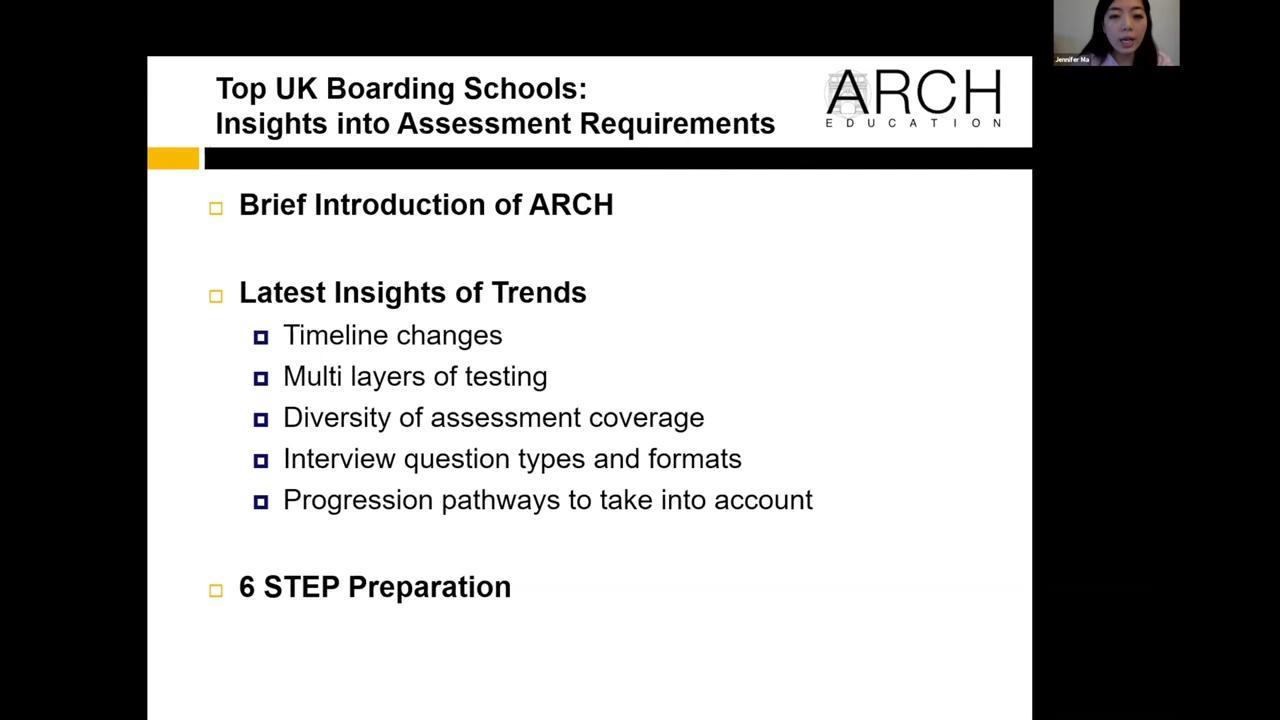 Jennifer Ma
Top UK Boarding Schools:
Insights into Assessment Requirements
ARCH
EDUCATION
Brief Introduction of ARCH
Latest Insights of Trends
Timeline changes
Multi layers of testing
Diversity of assessment coverage
Interview question types and formats
Progression pathways to take into account
6 STEP Preparation